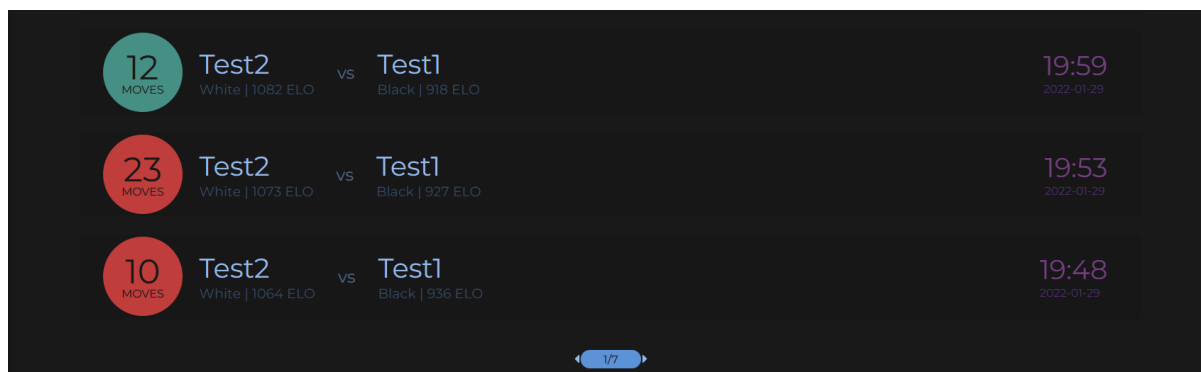 12 MOVES Test2 vs Test1 19:59
White | 1082 ELO Black | 918 ELO 2022-01-29
23 MOVES Test2 vs Test1 19:53
White | 1073 ELO Black | 927 ELO 2022-01-29
10 MOVES Test2 vs Test1 19:48
White | 1064 ELO Black | 936 ELO 2022-01-29
1/7